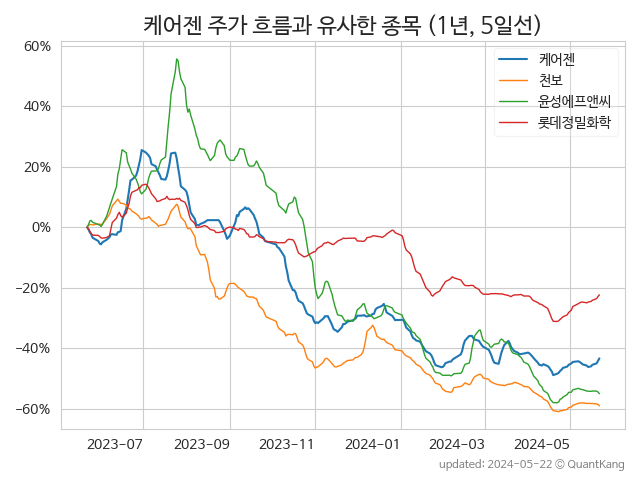 케어젠 주가 흐름과 유사한 종목 (1년, 5일선)
케어젠
천보
윤성에프앤씨
롯데정밀화학
60%
40%
20%
0%
−20%
−40%
−60%
2023-07 2023-09 2023-11 2024-01 2024-03 2024-05
updated: 2024-05-22 © QuantKang